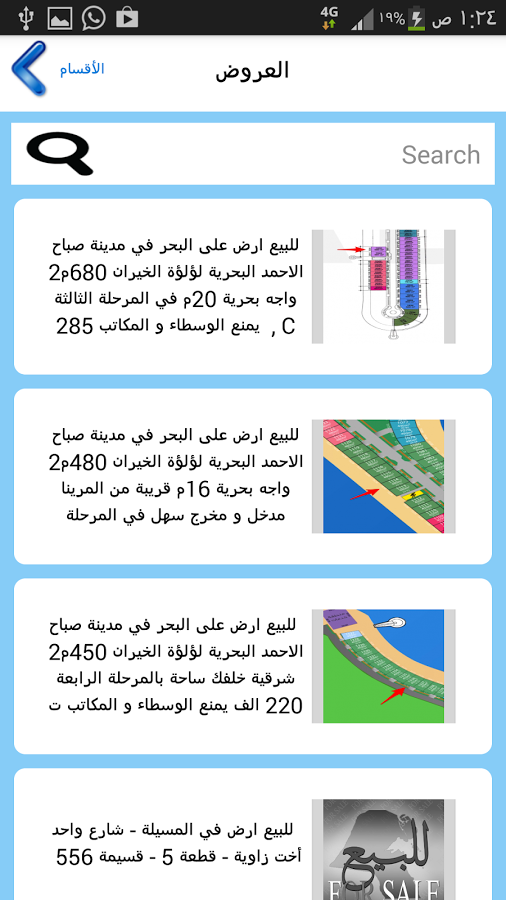 4G ١٩% ١:٢٤ ص
الأقسام
العروض
Search
للبيع ارض على البحر في مدينة صباح
الاحمد البحرية لؤلؤة الخيران 680م2
واجه بحرية 20م في المرحلة الثالثة
C , يمنع الوسطاء و المكاتب 285
للبيع ارض على البحر في مدينة صباح
الاحمد البحرية لؤلؤة الخيران 480م2
واجه بحرية 16م قريبة من المرينا
مدخل و مخرج سهل في المرحلة
للبيع ارض على البحر في مدينة صباح
الاحمد البحرية لؤلؤة الخيران 450م2
شرقية خلفك ساحة بالمرحلة الرابعة
220 الف يمنع الوسطاء و المكاتب ت
للبيع ارض في المسيلة - شارع واحد
أخت زاوية - قطعة 5 - قسيمة 556
للبيع
FOR SALE